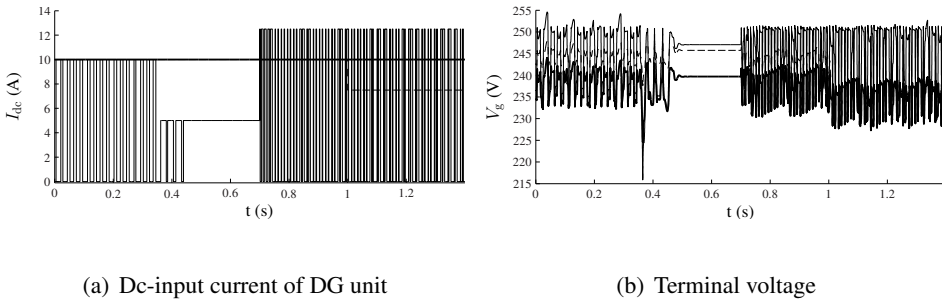 14
12
10
8
6
4
2
0
I_dc (A)
0 0.2 0.4 0.6 0.8 1 1.2
t (s)
(a) Dc-input current of DG unit
255
250
245
240
235
230
225
220
215
V_g (V)
0 0.2 0.4 0.6 0.8 1 1.2
t (s)
(b) Terminal voltage